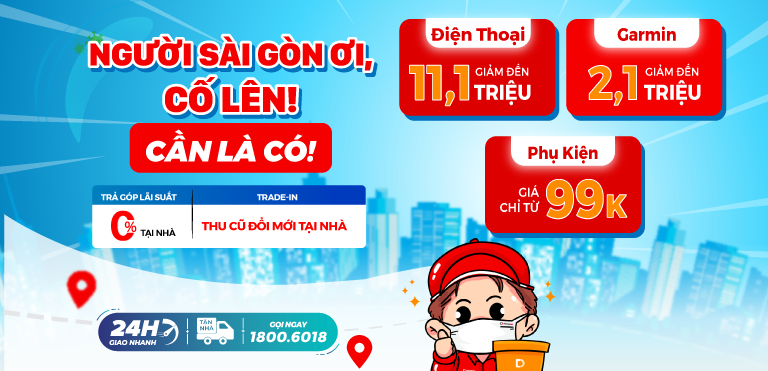 NGƯỜI SÀI GÒN ƠI,
CỐ LÊN!
CẦN LÀ CÓ!
TRẢ GÓP LÃI SUẤT
0% TẠI NHÀ
TRADE-IN
THU CŨ ĐỔI MỚI TẠI NHÀ
Điện Thoại
11,1 GIẢM ĐẾN
TRIỆU
Garmin
2,1 GIẢM ĐẾN
TRIỆU
Phụ Kiện
GIÁ
CHỈ TỪ 99K
24H
GIAO NHANH
TẬN
NHÀ
GỌI NGAY
1800.6018
D